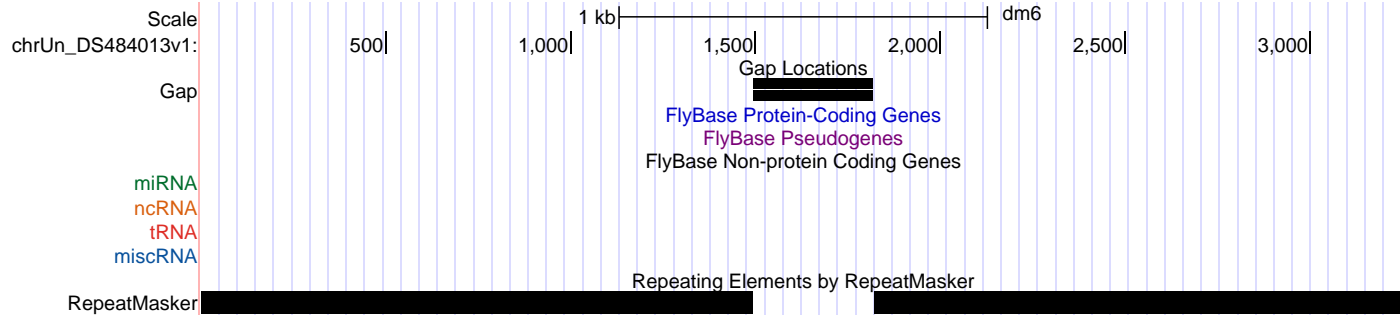 Scale 1 kb dm6
chrUn_DS484013v1: 500 1,000 1,500 2,000 2,500 3,000
Gap Locations
Gap
FlyBase Protein-Coding Genes
FlyBase Pseudogenes
FlyBase Non-protein Coding Genes
miRNA
ncRNA
tRNA
miscRNA
Repeating Elements by RepeatMasker
RepeatMasker